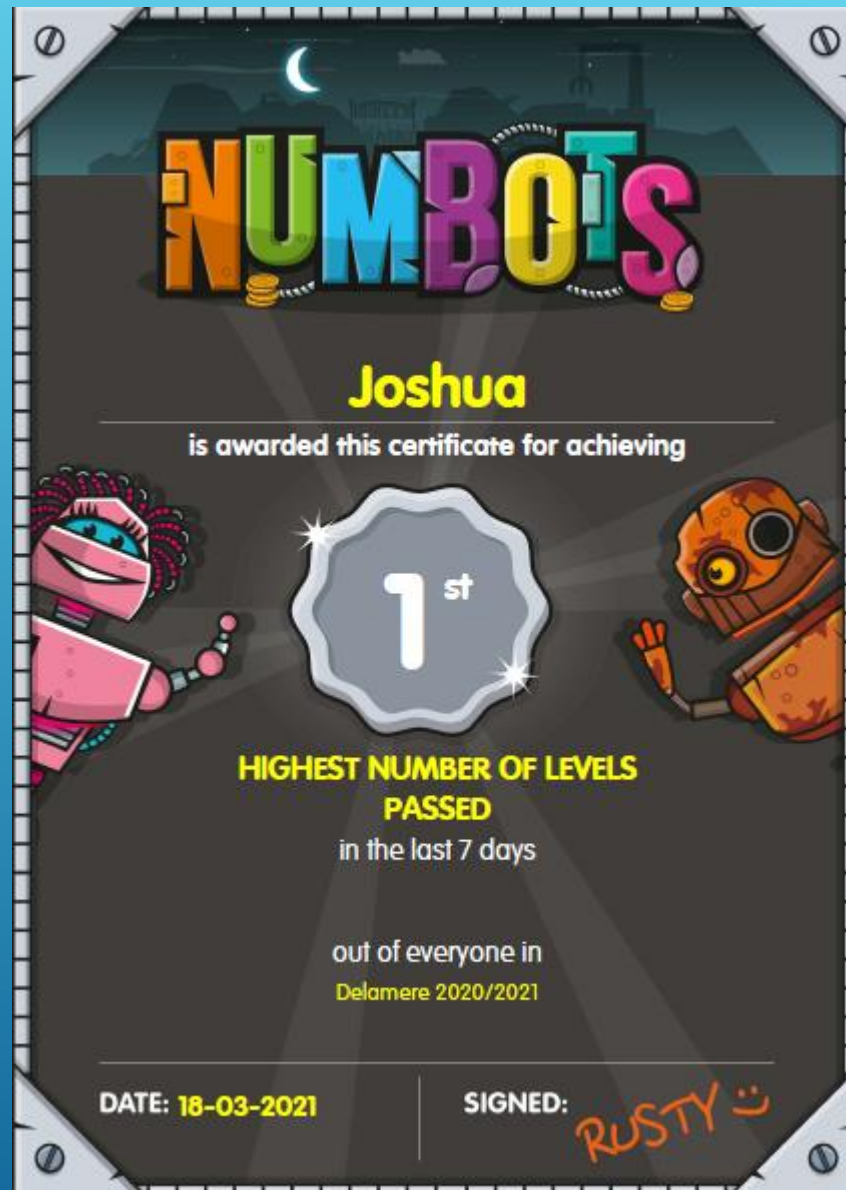 NUMBOTS
Joshua
is awarded this certificate for achieving
1st
HIGHEST NUMBER OF LEVELS
PASSED
in the last 7 days
out of everyone in
Delamere 2020/2021
DATE: 18-03-2021
SIGNED: RUSTY